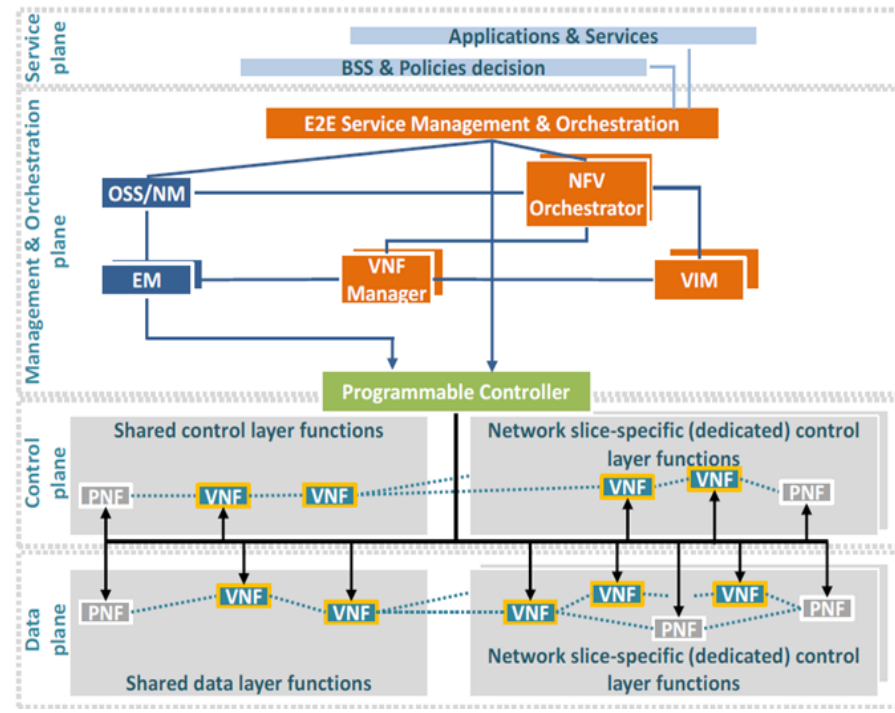 Service
plane
Applications & Services
BSS & Policies decision
Management & Orchestration
plane
E2E Service Management & Orchestration
OSS/NM
NFV
Orchestrator
EM
VNF
Manager
VIM
Programmable Controller
Control
plane
Shared control layer functions
Network slice-specific (dedicated) control
layer functions
PNF
VNF
VNF
VNF
VNF
PNF
Data
plane
PNF
VNF
VNF
VNF
VNF
PNF
VNF
PNF
Shared data layer functions
Network slice-specific (dedicated) control
layer functions